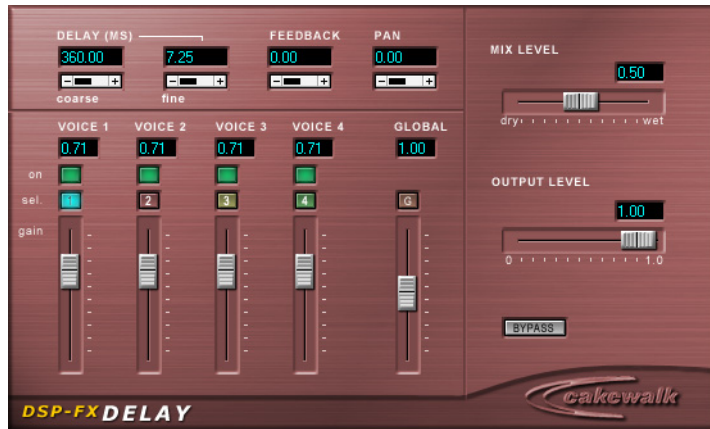 DELAY (MS) FEEDBACK PAN
360.00 7.25 0.00 0.00
- + - + - + - +
coarse fine
MIX LEVEL
0.50
dry wet
VOICE 1 VOICE 2 VOICE 3 VOICE 4 GLOBAL
0.71 0.71 0.71 0.71 1.00
on
sel. 1 2 3 4 G
gain
OUTPUT LEVEL
1.00
0 1.0
BYPASS
DSP-FX DELAY
cakewalk